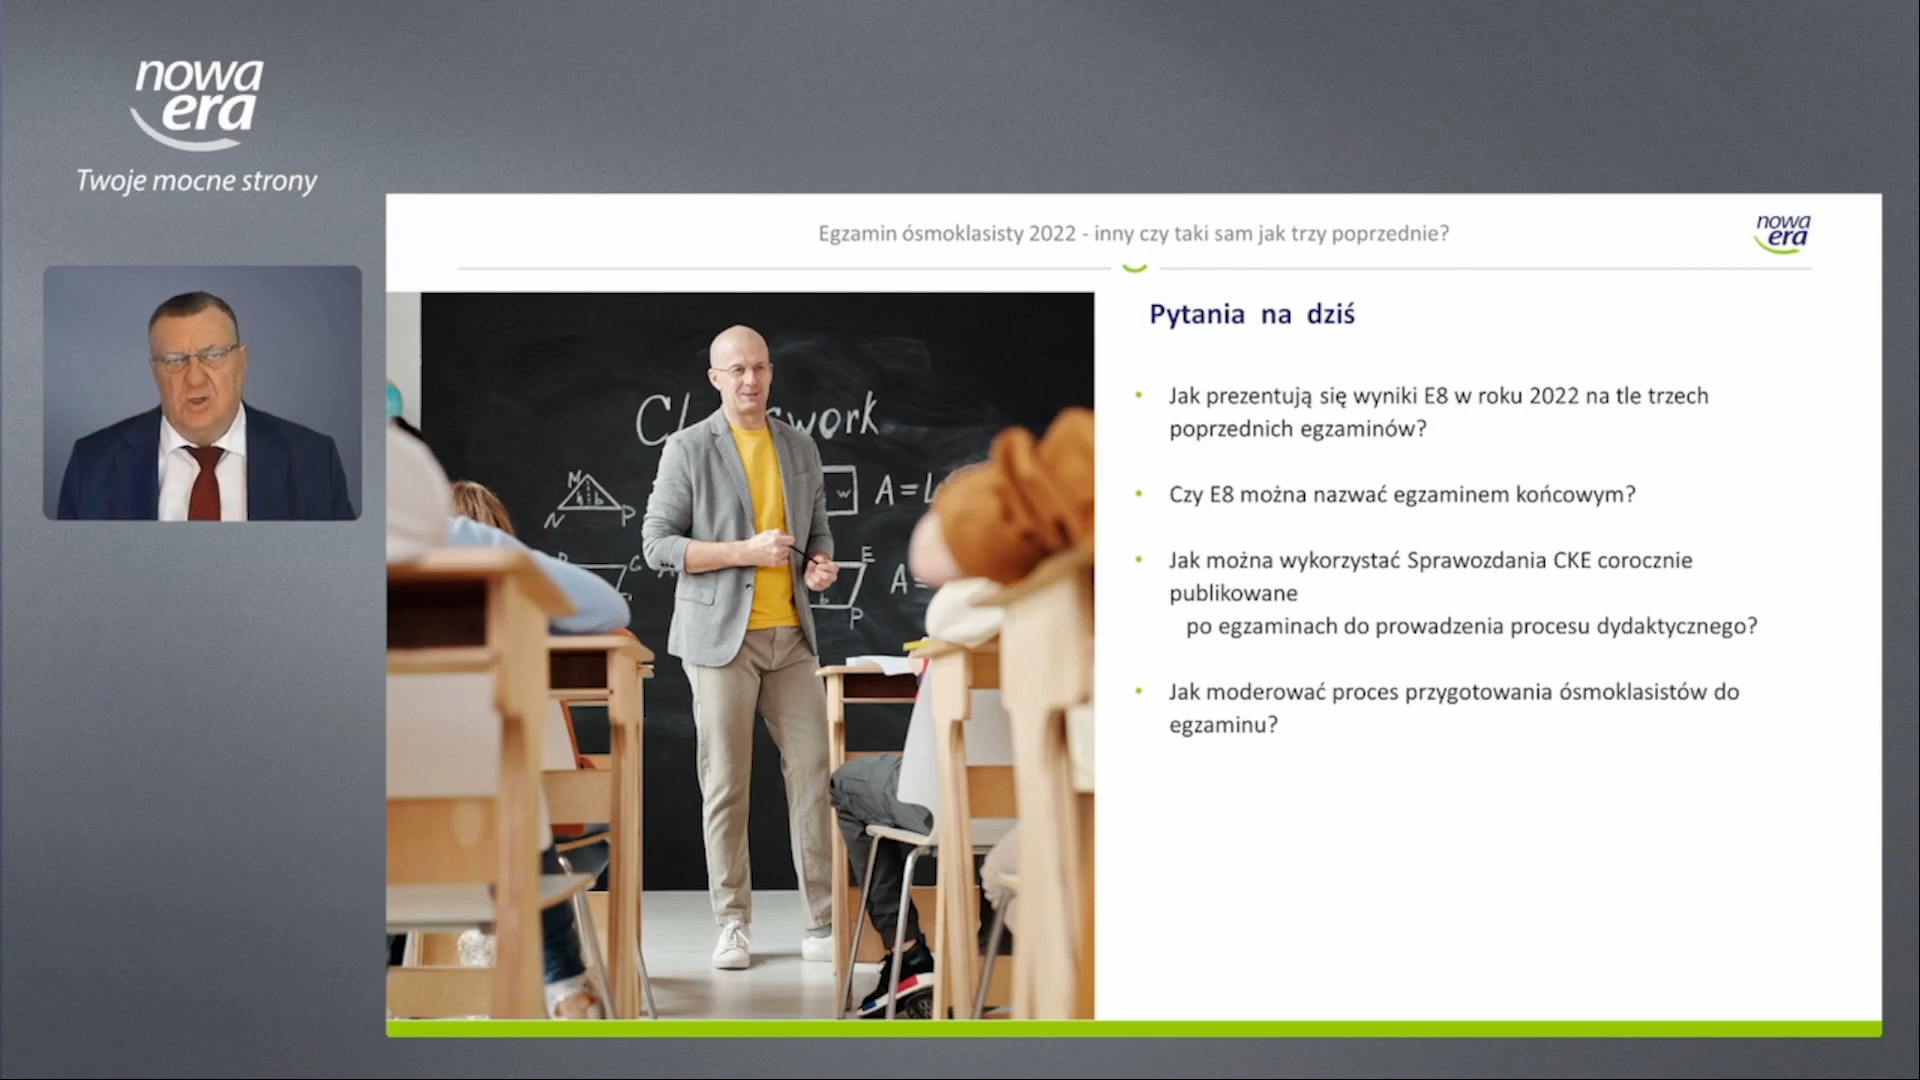 nowa
era
Twoje mocne strony
Egzamin ósmoklasisty 2022 - inny czy taki sam jak trzy poprzednie?
nowa
era
Pytania na dziś
• Jak prezentują się wyniki E8 w roku 2022 na tle trzech
poprzednich egzaminów?
• Czy E8 można nazwać egzaminem końcowym?
• Jak można wykorzystać Sprawozdania CKE corocznie
publikowane
po egzaminach do prowadzenia procesu dydaktycznego?
• Jak moderować proces przygotowania ósmoklasistów do
egzaminu?
work
M
h b
N P
w
A=L
E
A=
b
P